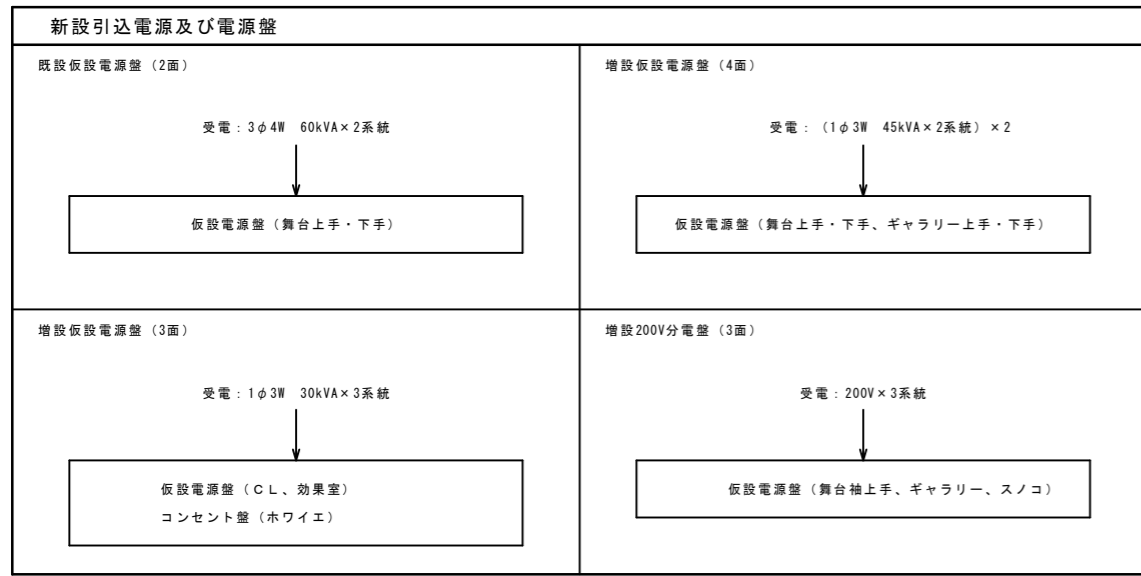 新設引込電源及び電源盤
既設仮設電源盤（2面）
受電：3φ4W　60kVA×2系統
仮設電源盤（舞台上手・下手）
増設仮設電源盤（4面）
受電：（1φ3W　45kVA×2系統）×2
仮設電源盤（舞台上手・下手、ギャラリー上手・下手）
増設仮設電源盤（3面）
受電：1φ3W　30kVA×3系統
仮設電源盤（ＣＬ、効果室）
コンセント盤（ホワイエ）
増設200V分電盤（3面）
受電：200V×3系統
仮設電源盤（舞台袖上手、ギャラリー、スノコ）